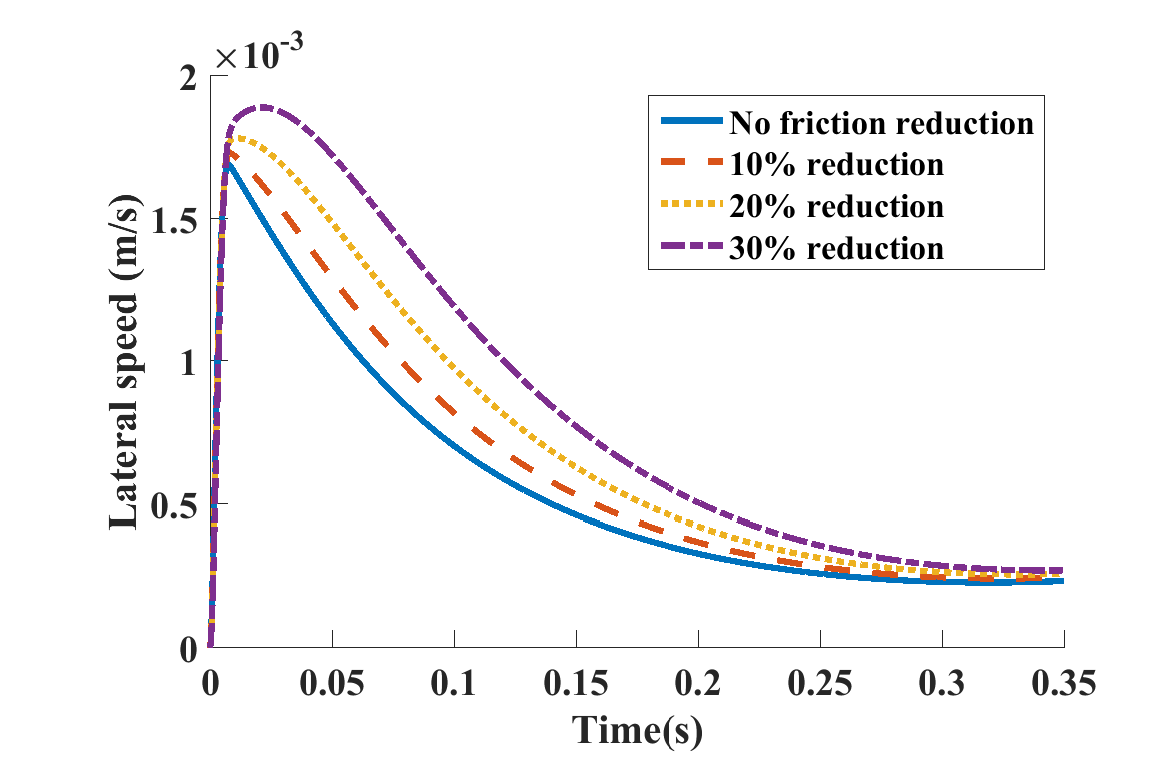 ×10-3
2
1.5
1
0.5
0
Lateral speed (m/s)
No friction reduction
10% reduction
20% reduction
30% reduction
0 0.05 0.1 0.15 0.2 0.25 0.3 0.35
Time(s)